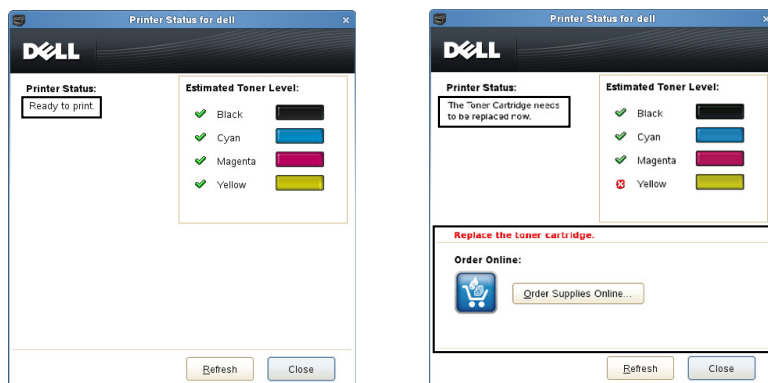 Printer Status for dell
DELL
Printer Status:
Ready to print.
Estimated Toner Level:
Black
Cyan
Magenta
Yellow
Refresh
Close
Printer Status for dell
DELL
Printer Status:
The Toner Cartridge needs
to be replaced now.
Estimated Toner Level:
Black
Cyan
Magenta
Yellow
Replace the toner cartridge.
Order Online:
Order Supplies Online...
Refresh
Close